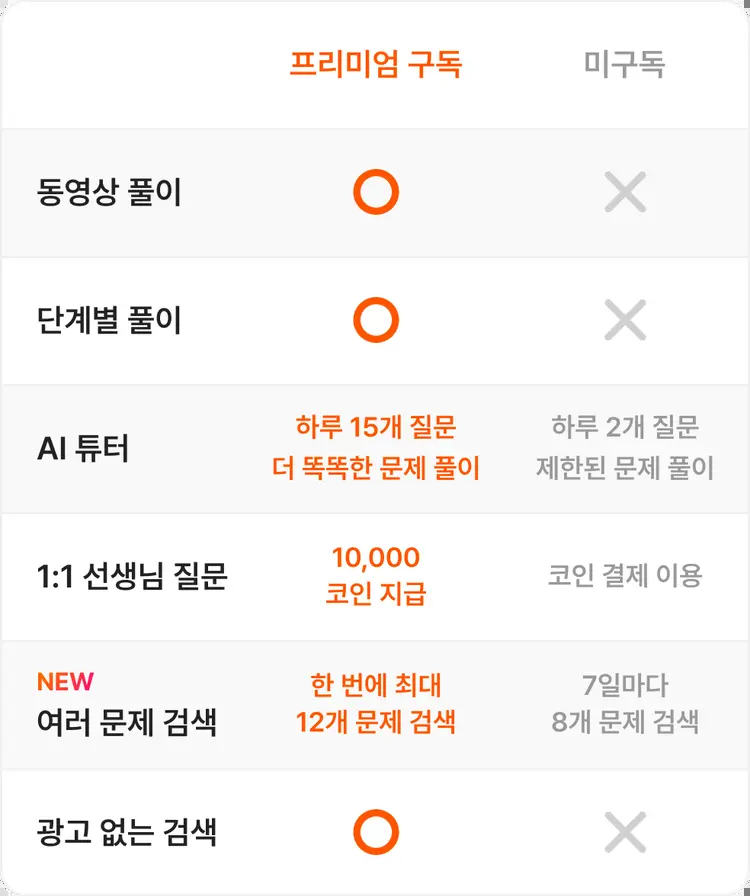 프리미엄 구독 미구독
동영상 풀이
단계별 풀이
AI 튜터
하루 15개 질문
더 똑똑한 문제 풀이
하루 2개 질문
제한된 문제 풀이
1:1 선생님 질문
10,000
코인 지급
코인 결제 이용
NEW
여러 문제 검색
한 번에 최대
12개 문제 검색
7일마다
8개 문제 검색
광고 없는 검색